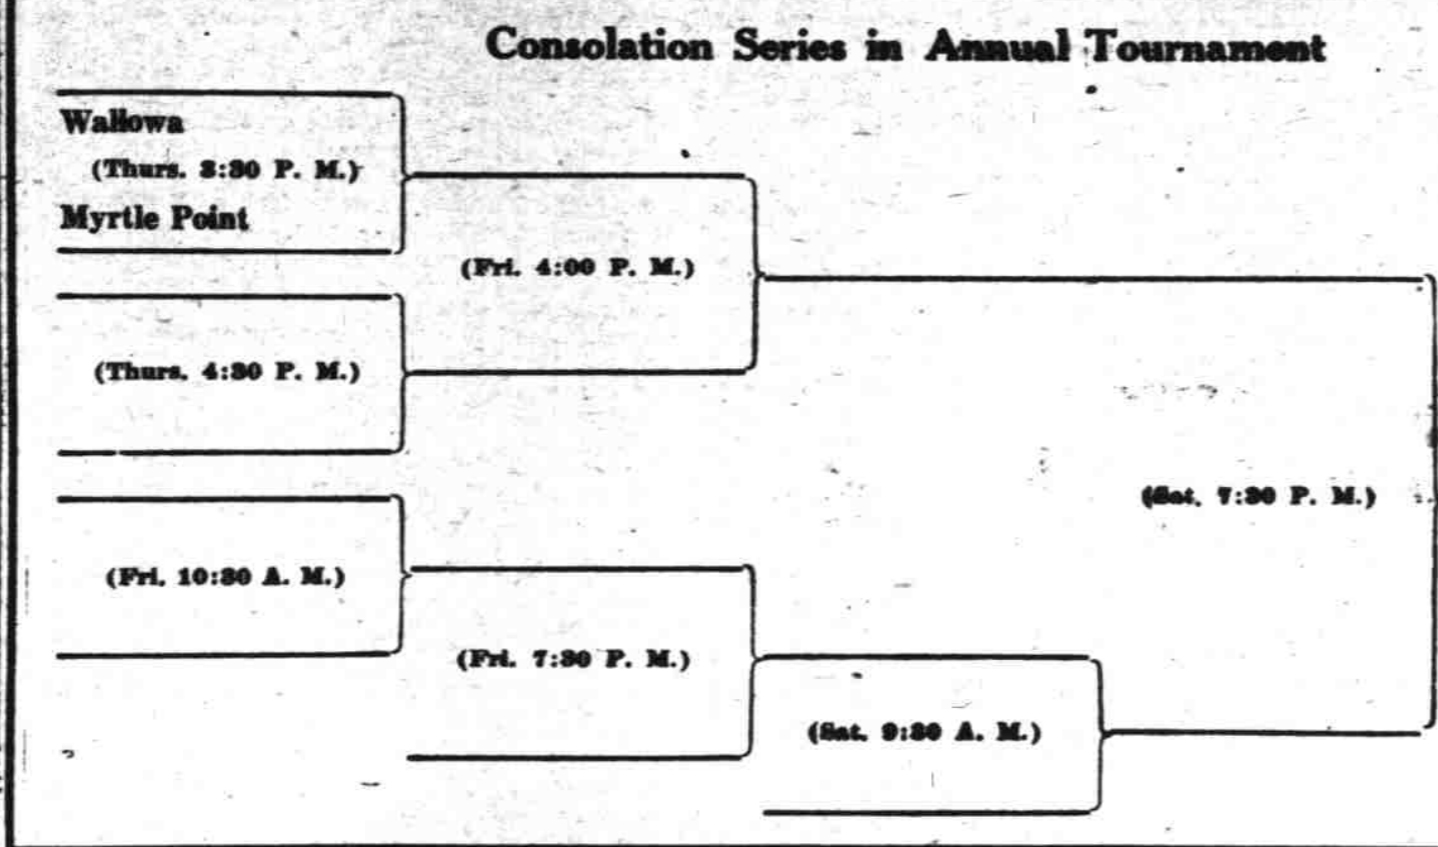 Consolation Series in Annual Tournament
Wallowa
(Thurs. 3:30 P. M.)
Myrtle Point
(Fri. 4:00 P. M.)
(Thurs. 4:30 P. M.)
(Sat. 7:30 P. M.)
(Fri. 10:30 A. M.)
(Fri. 7:30 P. M.)
(Sat. 9:30 A. M.)